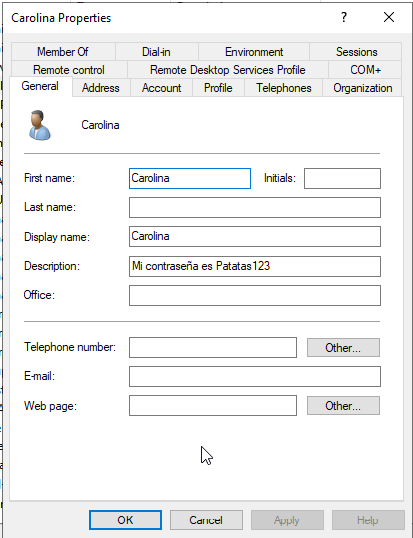 Carolina Properties ? ×
Member Of Dial-in Environment Sessions
Remote control Remote Desktop Services Profile COM+
General Address Account Profile Telephones Organization
Carolina
First name: Carolina Initials:
Last name:
Display name: Carolina
Description: Mi contraseña es Patatas123
Office:
Telephone number: Other...
E-mail:
Web page: Other...
OK Cancel Apply Help